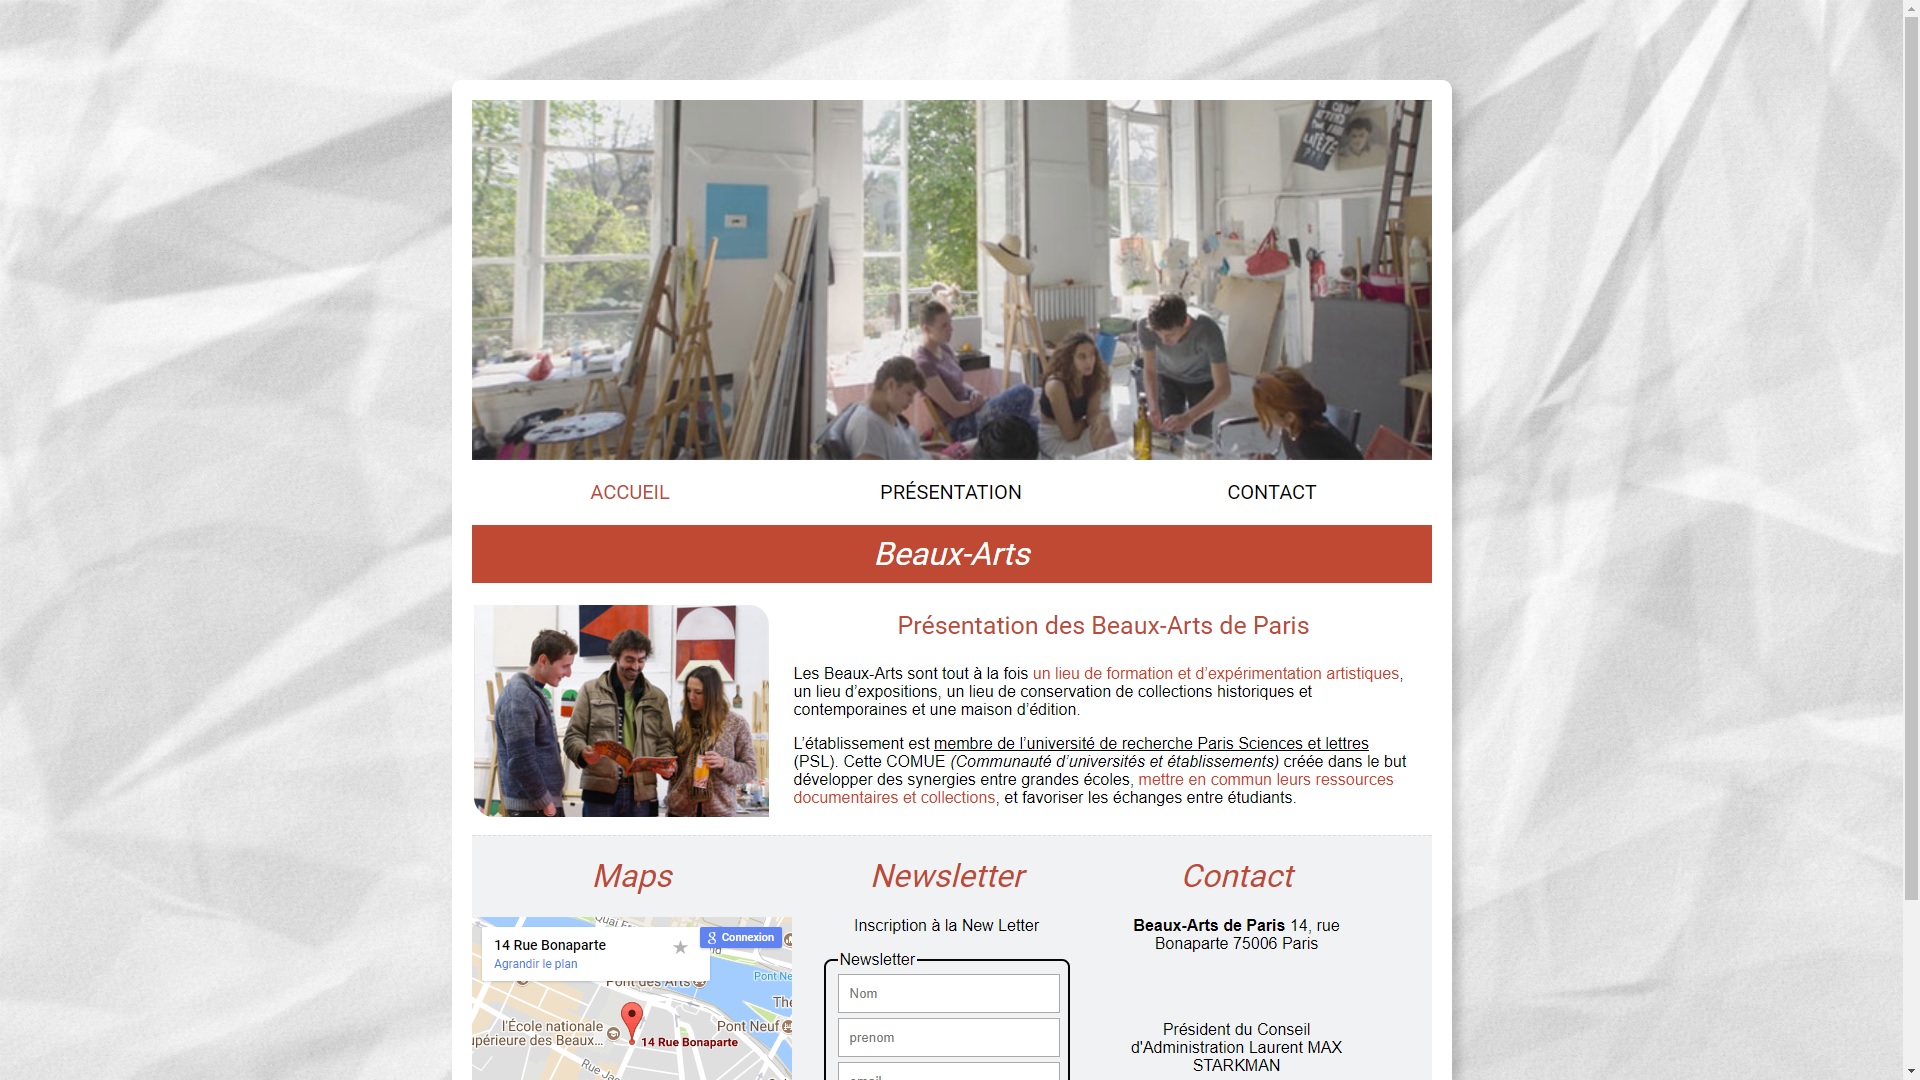 ACCUEIL
PRÉSENTATION
CONTACT
Beaux-Arts
Présentation des Beaux-Arts de Paris
Les Beaux-Arts sont tout à la fois un lieu de formation et d’expérimentation artistiques,
un lieu d’expositions, un lieu de conservation de collections historiques et
contemporaines et une maison d’édition.
L’établissement est membre de l’université de recherche Paris Sciences et lettres
(PSL). Cette COMUE (Communauté d’universités et établissements) créée dans le but
développer des synergies entre grandes écoles, mettre en commun leurs ressources
documentaires et collections, et favoriser les échanges entre étudiants.
Maps
14 Rue Bonaparte
Agrandir le plan
Connexion
Pont des Arts
Pont Ne
Thé
l'École nationale
upérieure des Beaux...
Pont Neuf
14 Rue Bonaparte
Rue Jac
Newsletter
Inscription à la New Letter
Newsletter
Nom
prenom
email
Contact
Beaux-Arts de Paris 14, rue
Bonaparte 75006 Paris
Président du Conseil
d'Administration Laurent MAX
STARKMAN